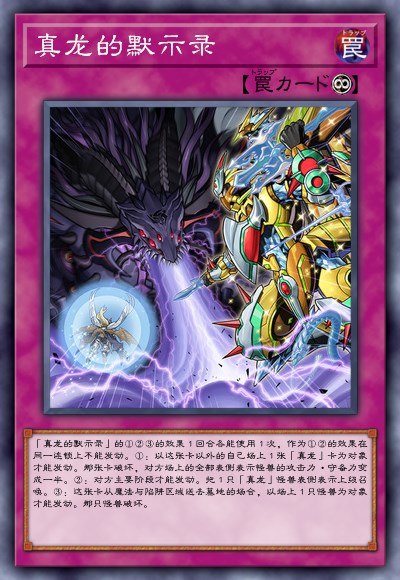 真龙的默示录
トラップ
罠
トラップ
【罠カード】
「真龙的默示录」的①②③的效果1回合各能使用1次，作为①②的效果在
同一连锁上不能发动。①：以这张卡以外的自己场上1张「真龙」卡为对象
才能发动。那张卡破坏，对方场上的全部表侧表示怪兽的攻击力·守备力变
成一半。②：对方主要阶段才能发动。把1只「真龙」怪兽表侧表示上级召
唤。③：这张卡从魔法与陷阱区域送去墓地的场合，以场上1只怪兽为对象
才能发动。那只怪兽破坏。